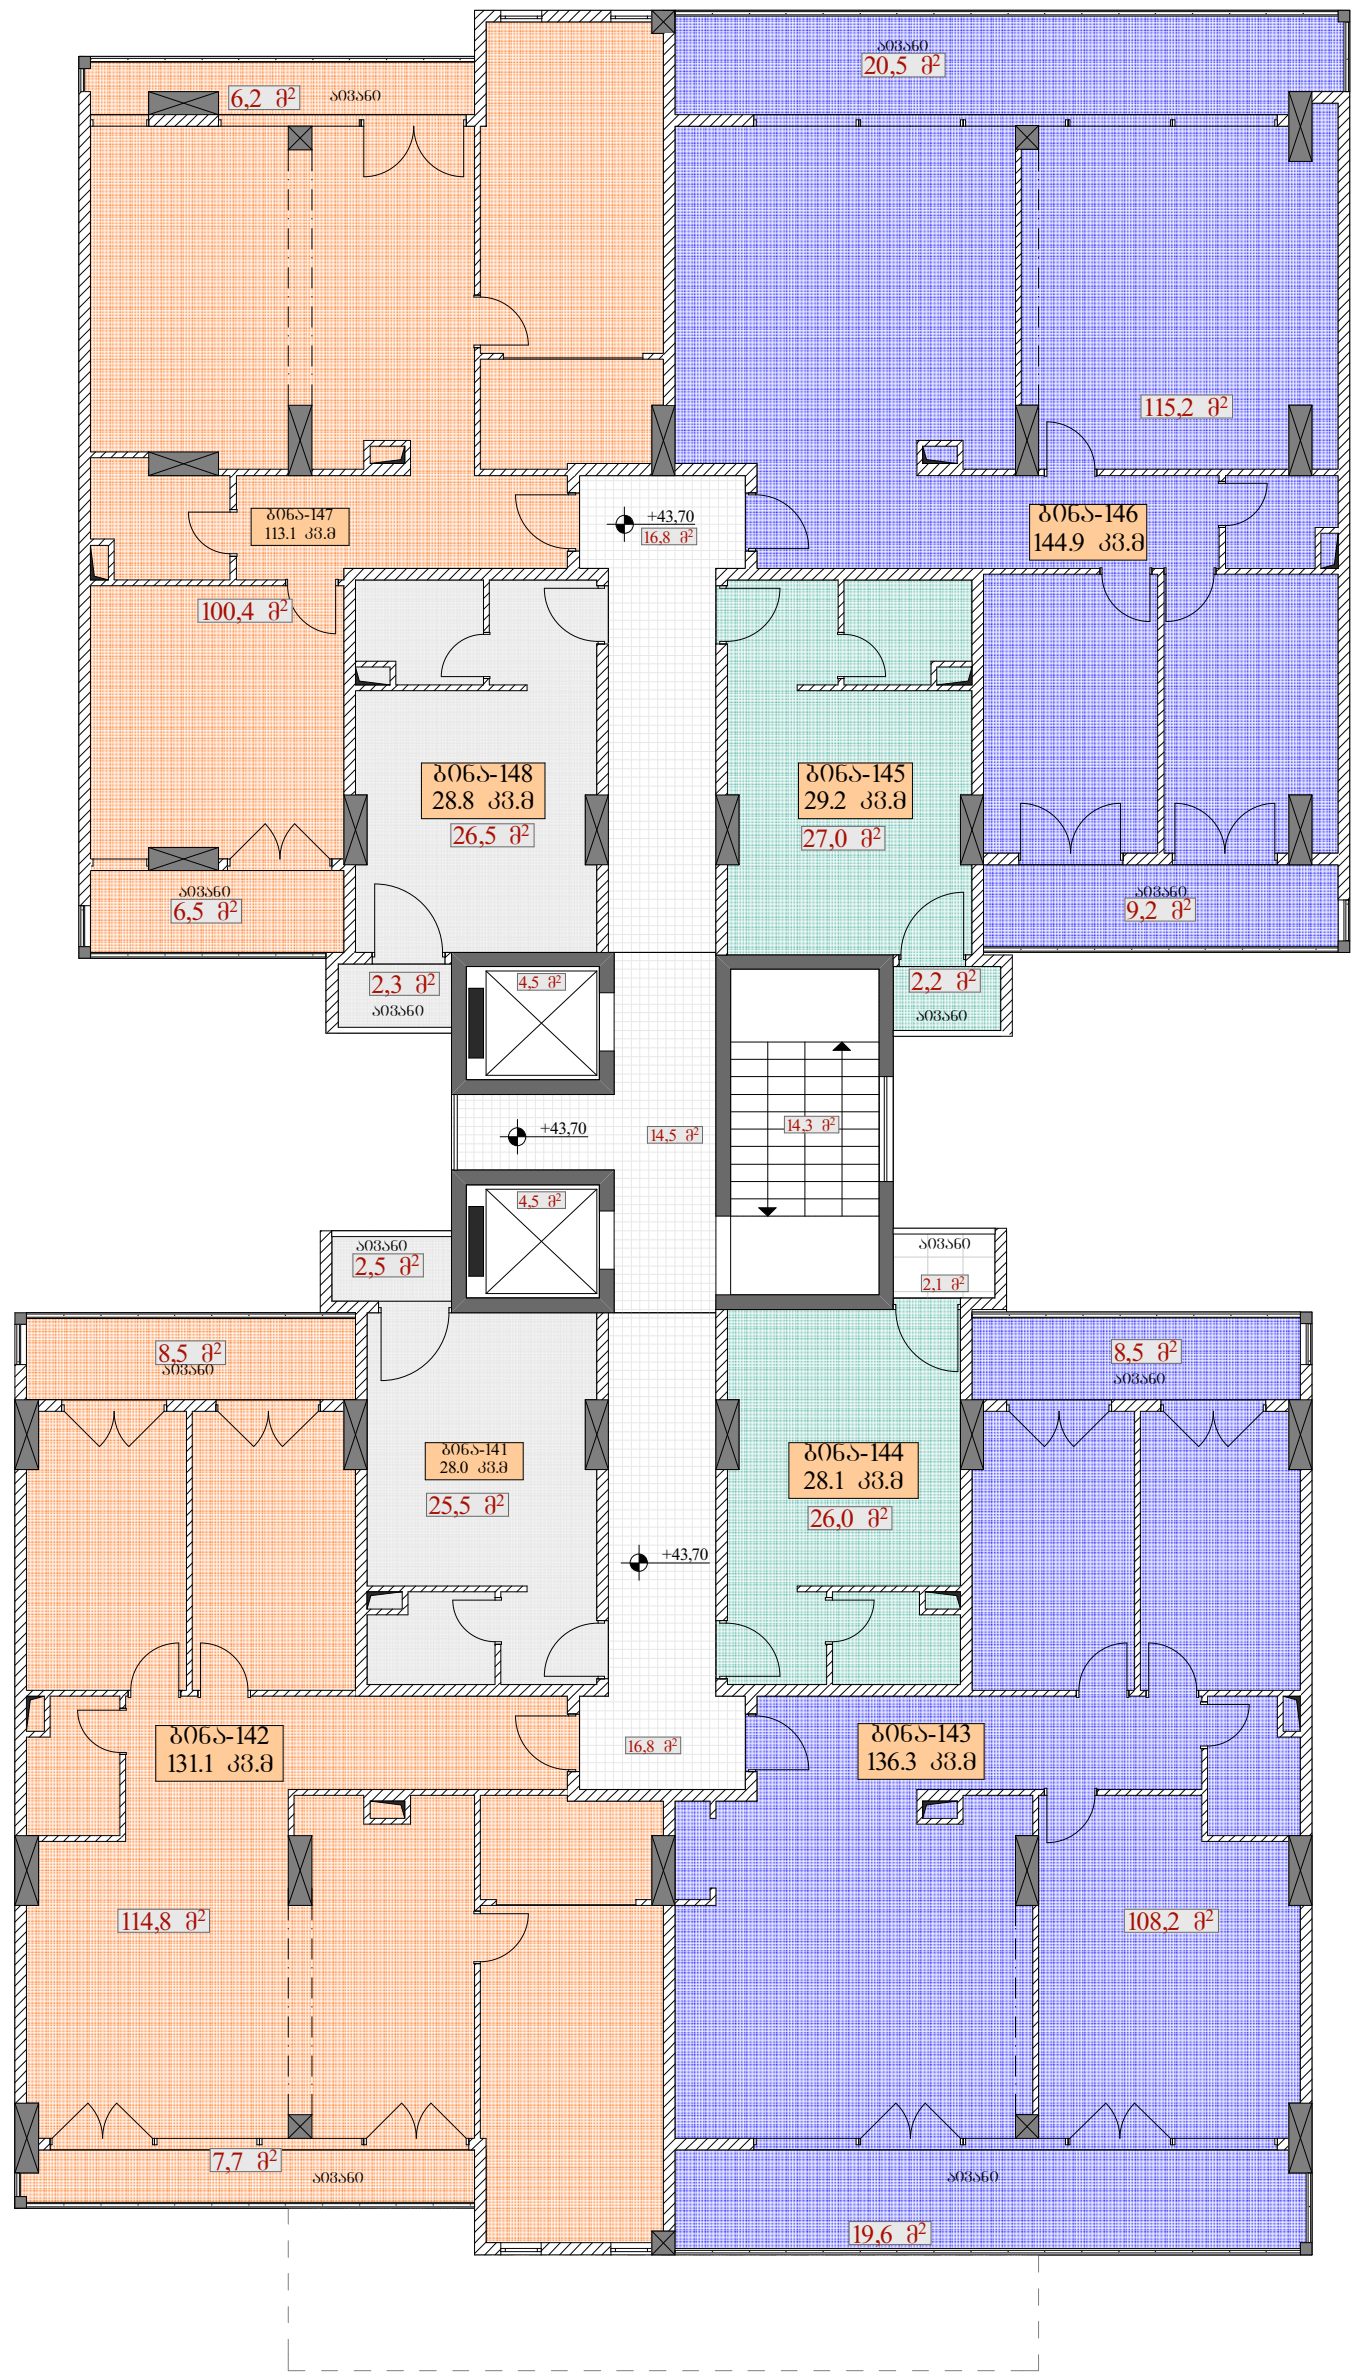 აივანი
20,5 მ²
6,2 მ²
აივანი
115,2 მ²
ბინა-147
113.1 კვ.მ
+43,70
16,8 მ²
ბინა-146
144.9 კვ.მ
100,4 მ²
ბინა-148
28.8 კვ.მ
26,5 მ²
ბინა-145
29.2 კვ.მ
27,0 მ²
აივანი
6,5 მ²
აივანი
9,2 მ²
2,3 მ²
აივანი
4,5 მ²
2,2 მ²
აივანი
+43,70
14,5 მ²
14,3 მ²
4,5 მ²
აივანი
2,5 მ²
აივანი
2,1 მ²
8,5 მ²
აივანი
8,5 მ²
აივანი
ბინა-141
28.0 კვ.მ
25,5 მ²
ბინა-144
28.1 კვ.მ
26,0 მ²
+43,70
ბინა-142
131.1 კვ.მ
16,8 მ²
ბინა-143
136.3 კვ.მ
114,8 მ²
108,2 მ²
7,7 მ²
აივანი
აივანი
19,6 მ²